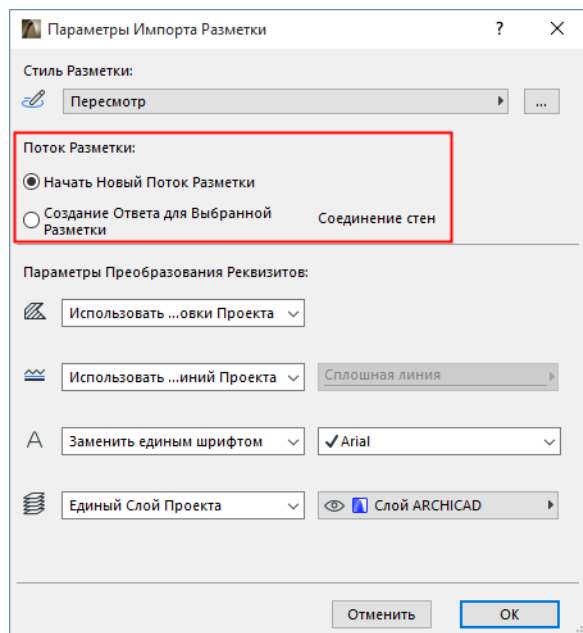 Параметры Импорта Разметки ?
Стиль Разметки:
Пересмотр ...
Поток Разметки:
Начать Новый Поток Разметки
Создание Ответа для Выбранной
Разметки Соединение стен
Параметры Преобразования Реквизитов:
Использовать ...овки Проекта
Использовать ...иний Проекта Сплошная линия
Заменить единым шрифтом Arial
Единый Слой Проекта Слой ARCHICAD
Отменить OK